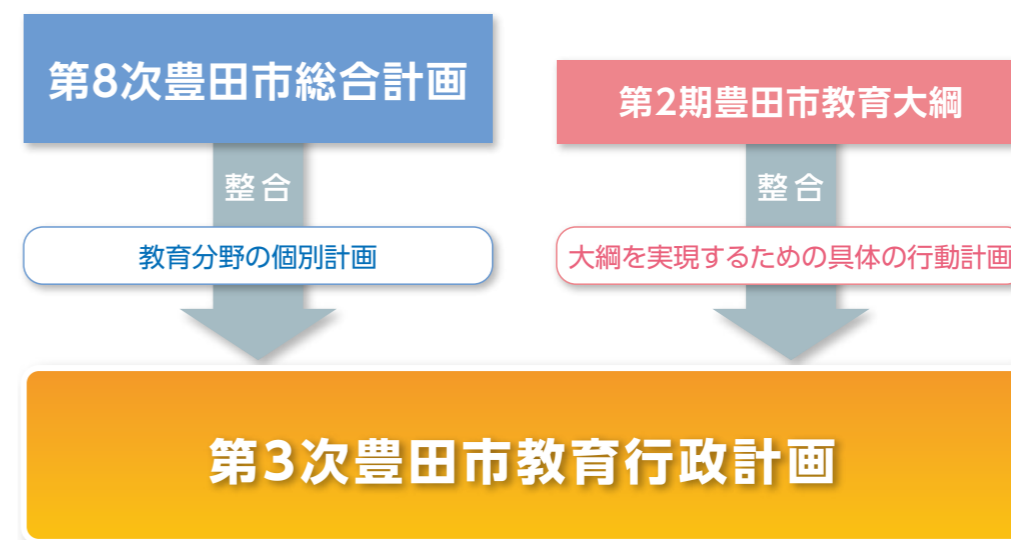 第8次豊田市総合計画
第2期豊田市教育大綱
整合
整合
教育分野の個別計画
大綱を実現するための具体の行動計画
第3次豊田市教育行政計画